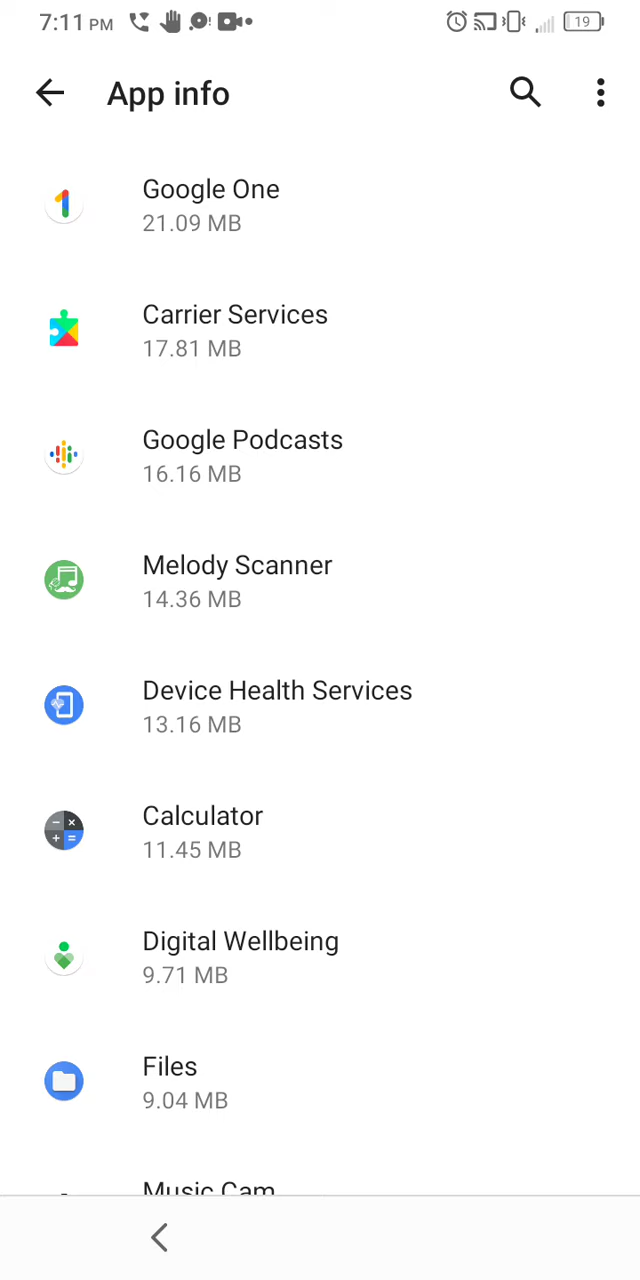 7:11 PM
19
App info
Google One
21.09 MB
Carrier Services
17.81 MB
Google Podcasts
16.16 MB
Melody Scanner
14.36 MB
Device Health Services
13.16 MB
Calculator
11.45 MB
Digital Wellbeing
9.71 MB
Files
9.04 MB
Music Cam